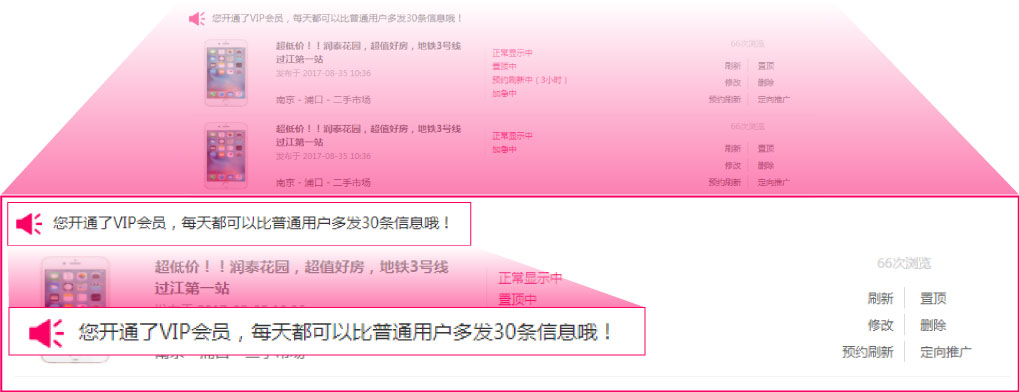 您开通了VIP会员，每天都可以比普通用户多发30条信息哦！
超低价！！润泰花园，超值好房，地铁3号线
过江第一站
发布于 2017-08-35 10:36
南京 - 浦口 - 二手市场
正常显示中
置顶中
预约刷新中（3小时）
加急中
66次浏览
刷新 置顶
修改 删除
预约刷新 定向推广
超低价！！润泰花园，超值好房，地铁3号线
过江第一站
发布于 2017-08-35 10:36
南京 - 浦口 - 二手市场
正常显示中
加急中
66次浏览
刷新 置顶
修改 删除
预约刷新 定向推广
您开通了VIP会员，每天都可以比普通用户多发30条信息哦！
超低价！！润泰花园，超值好房，地铁3号线
过江第一站
正常显示中
置顶中
66次浏览
刷新 置顶
修改 删除
预约刷新 定向推广
您开通了VIP会员，每天都可以比普通用户多发30条信息哦！